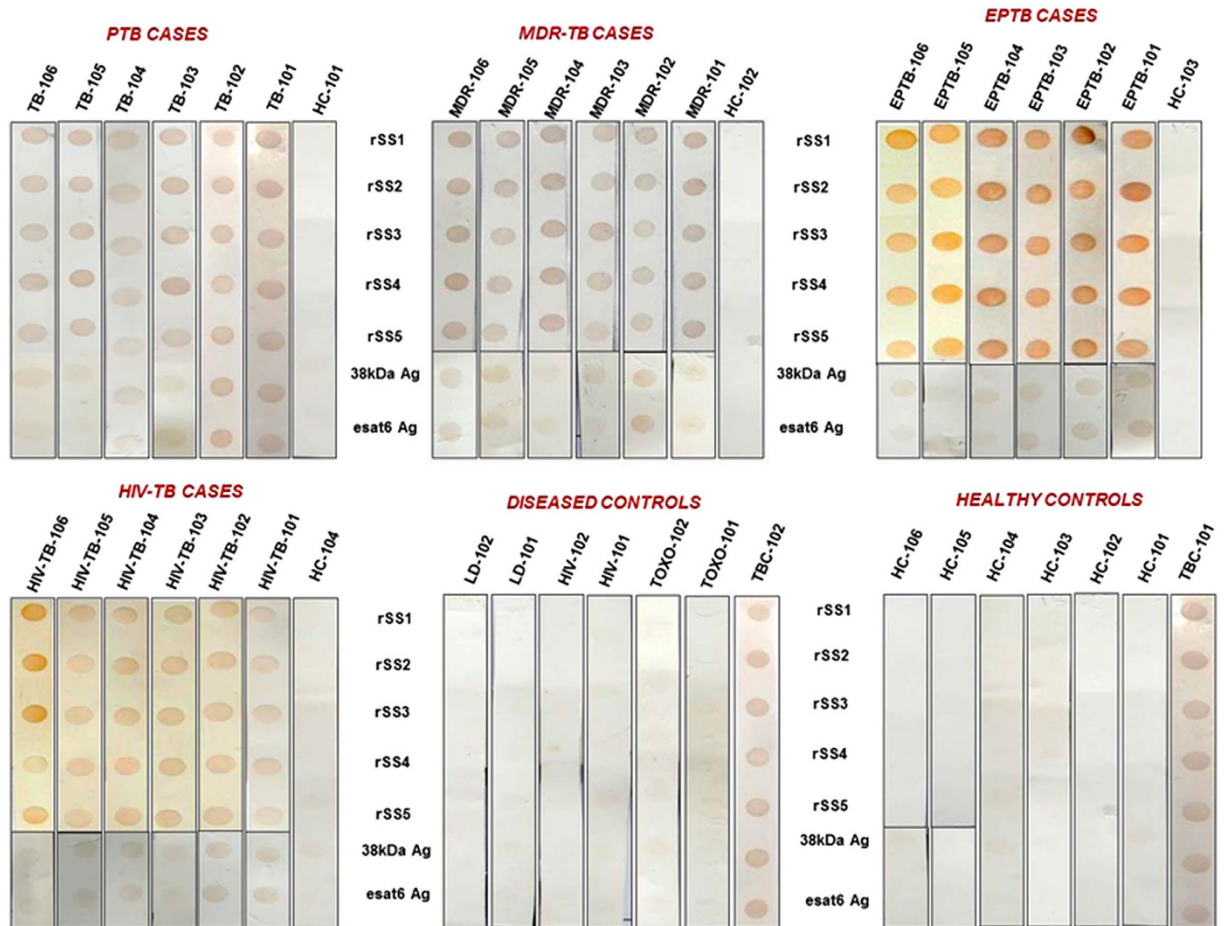 PTB CASES
MDR-TB CASES
EPTB CASES
TB-106
TB-105
TB-104
TB-103
TB-102
TB-101
HC-101
MDR-106
MDR-105
MDR-104
MDR-103
MDR-102
MDR-101
HC-102
EPTB-106
EPTB-105
EPTB-104
EPTB-103
EPTB-102
EPTB-101
HC-103
rSS1
rSS2
rSS3
rSS4
rSS5
38kDa Ag
esat6 Ag
rSS1
rSS2
rSS3
rSS4
rSS5
38kDa Ag
esat6 Ag
HIV-TB CASES
DISEASED CONTROLS
HEALTHY CONTROLS
HIV-TB-106
HIV-TB-105
HIV-TB-104
HIV-TB-103
HIV-TB-102
HIV-TB-101
HC-104
LD-102
LD-101
HIV-102
HIV-101
TOXO-102
TOXO-101
TBC-102
HC-106
HC-105
HC-104
HC-103
HC-102
HC-101
TBC-101
rSS1
rSS2
rSS3
rSS4
rSS5
38kDa Ag
esat6 Ag
rSS1
rSS2
rSS3
rSS4
rSS5
38kDa Ag
esat6 Ag